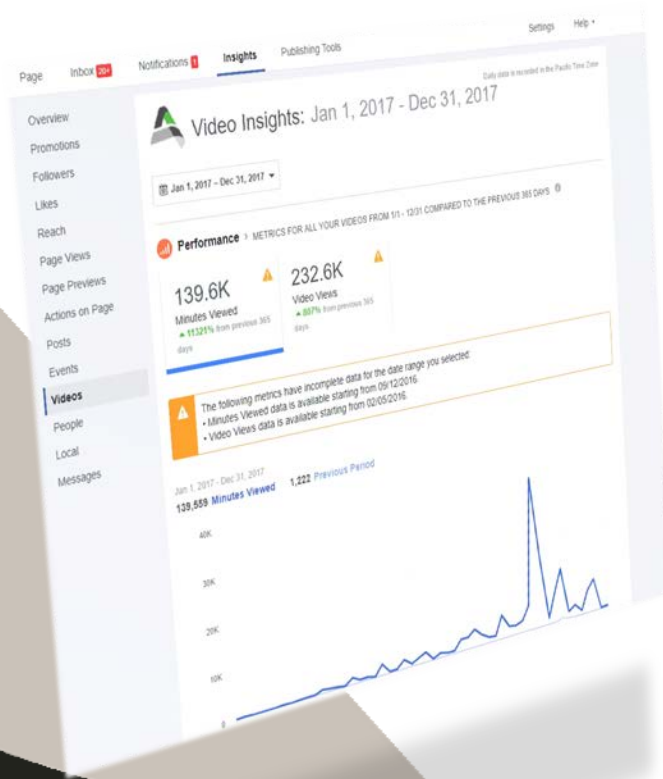 Page Inbox 20+ Notifications 1 Insights Publishing Tools Settings Help
Daily data is recorded in the Pacific Time Zone
Overview
Promotions
Followers
Likes
Reach
Page Views
Page Previews
Actions on Page
Posts
Events
Videos
People
Local
Messages
Video Insights: Jan 1, 2017 - Dec 31, 2017
Jan 1, 2017 – Dec 31, 2017
Performance > METRICS FOR ALL YOUR VIDEOS FROM 1/1 - 12/31 COMPARED TO THE PREVIOUS 365 DAYS
139.6K
Minutes Viewed
11321% from previous 365
days
232.6K
Video Views
807% from previous 365
days
The following metrics have incomplete data for the date range you selected:
• Minutes Viewed data is available starting from 09/12/2016.
• Video Views data is available starting from 02/05/2016.
Jan 1, 2017 - Dec 31, 2017
139,559 Minutes Viewed 1,222 Previous Period
40K
30K
20K
10K
0